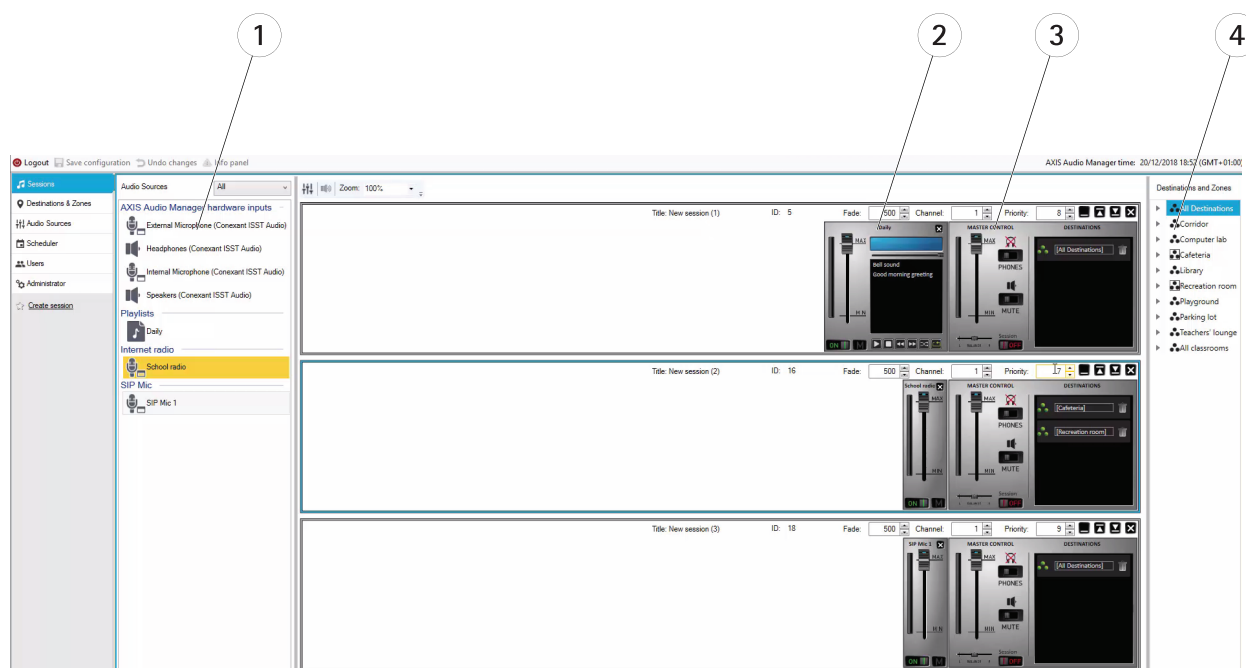 1
2
3
4
Logout Save configuration Undo changes Info panel
AXIS Audio Manager time: 20/12/2018 18:52 (GMT+01:00)
Sessions
Destinations & Zones
Audio Sources
Scheduler
Users
Administrator
Create session
Audio Sources All
AXIS Audio Manager hardware inputs
External Microphone (Conexant ISST Audio)
Headphones (Conexant ISST Audio)
Internal Microphone (Conexant ISST Audio)
Speakers (Conexant ISST Audio)
Playlists
Daily
Internet radio
School radio
SIP Mic
SIP Mic 1
Zoom: 100%
Title: New session (1) ID: 5 Fade: 500 Channel: 1 Priority: 8
Daily
MAX
Bell sound
Good morning greeting
MIN
ON M
MASTER CONTROL
MAX
PHONES
MUTE
MIN
Session
OFF
DESTINATIONS
[All Destinations]
Title: New session (2) ID: 16 Fade: 500 Channel: 1 Priority: 7
School radio
MAX
MIN
ON M
MASTER CONTROL
MAX
PHONES
MUTE
MIN
Session
OFF
DESTINATIONS
[Cafeteria]
[Recreation room]
Title: New session (3) ID: 18 Fade: 500 Channel: 1 Priority: 9
SIP Mic 1
MAX
MIN
ON M
MASTER CONTROL
MAX
PHONES
MUTE
MIN
Session
OFF
DESTINATIONS
[All Destinations]
Destinations and Zones
All Destinations
Corridor
Computer lab
Cafeteria
Library
Recreation room
Playground
Parking lot
Teachers' lounge
All classrooms